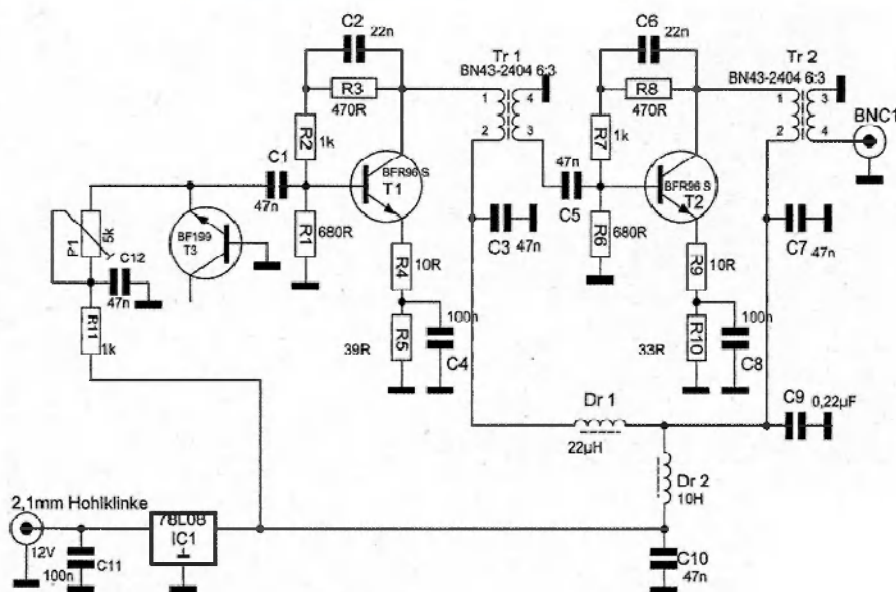 C2
22n
R3
470R
R2
1k
C1
47n
BFR96 S
T1
R1
680R
R4
10R
R5
39R
100n
C4
Tr 1
BN43-2404 6:3
1
4
2
3
C3
47n
C6
22n
R8
470R
R7
1k
47n
C5
BFR96 S
T2
R6
680R
R9
10R
R10
33R
100n
C8
Tr 2
BN43-2404 6:3
1
3
2
4
BNC1
C7
47n
P1
5k
C12
47n
BF199
T3
R11
1k
Dr 1
22µH
C9
0,22µF
Dr 2
10H
2,1mm Hohlklinke
12V
100n
C11
78L08
IC1
C10
47n